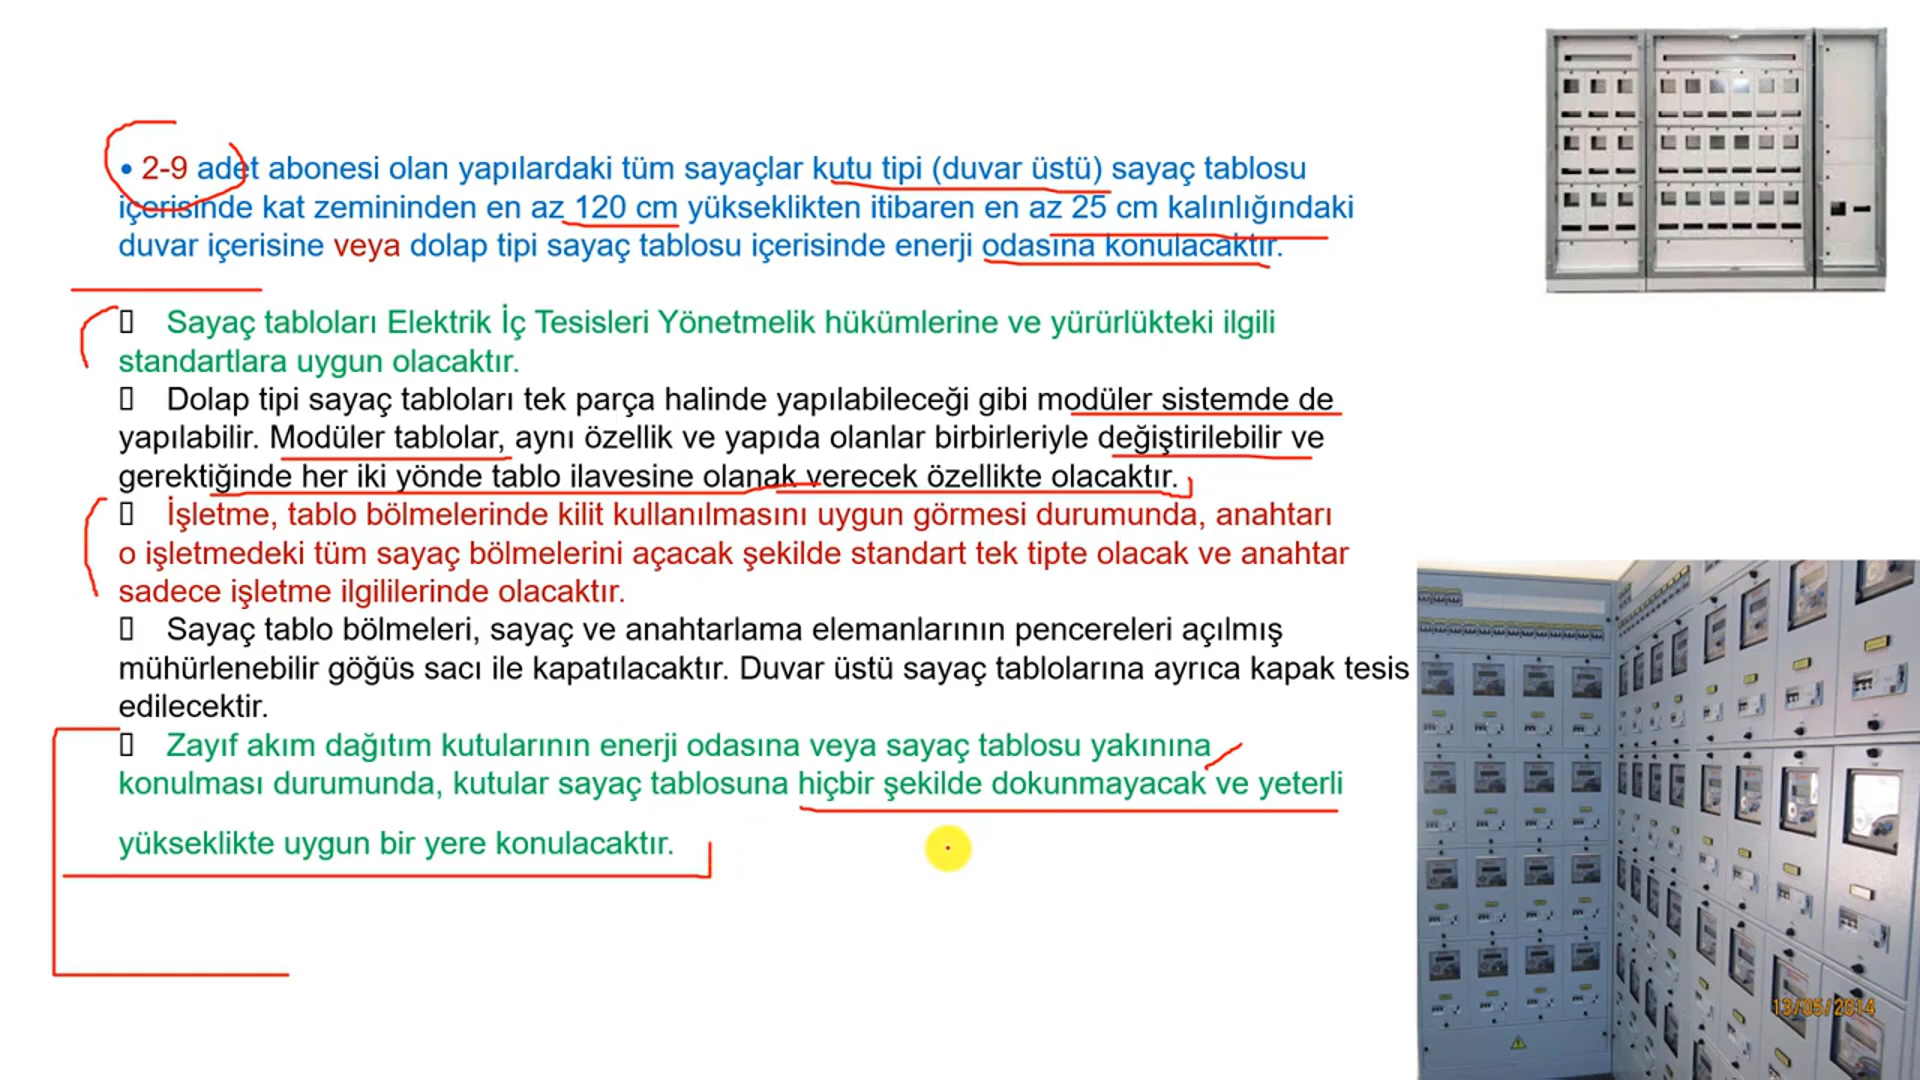 • 2-9 adet abonesi olan yapılardaki tüm sayaçlar kutu tipi (duvar üstü) sayaç tablosu
içerisinde kat zemininden en az 120 cm yükseklikten itibaren en az 25 cm kalınlığındaki
duvar içerisine veya dolap tipi sayaç tablosu içerisinde enerji odasına konulacaktır.
Sayaç tabloları Elektrik İç Tesisleri Yönetmelik hükümlerine ve yürürlükteki ilgili
standartlara uygun olacaktır.
Dolap tipi sayaç tabloları tek parça halinde yapılabileceği gibi modüler sistemde de
yapılabilir. Modüler tablolar, aynı özellik ve yapıda olanlar birbirleriyle değiştirilebilir ve
gerektiğinde her iki yönde tablo ilavesine olanak verecek özellikte olacaktır.
İşletme, tablo bölmelerinde kilit kullanılmasını uygun görmesi durumunda, anahtarı
o işletmedeki tüm sayaç bölmelerini açacak şekilde standart tek tipte olacak ve anahtar
sadece işletme ilgililerinde olacaktır.
Sayaç tablo bölmeleri, sayaç ve anahtarlama elemanlarının pencereleri açılmış
mühürlenebilir göğüs sacı ile kapatılacaktır. Duvar üstü sayaç tablolarına ayrıca kapak tesis
edilecektir.
Zayıf akım dağıtım kutularının enerji odasına veya sayaç tablosu yakınına
konulması durumunda, kutular sayaç tablosuna hiçbir şekilde dokunmayacak ve yeterli
yükseklikte uygun bir yere konulacaktır.
13/05/2014